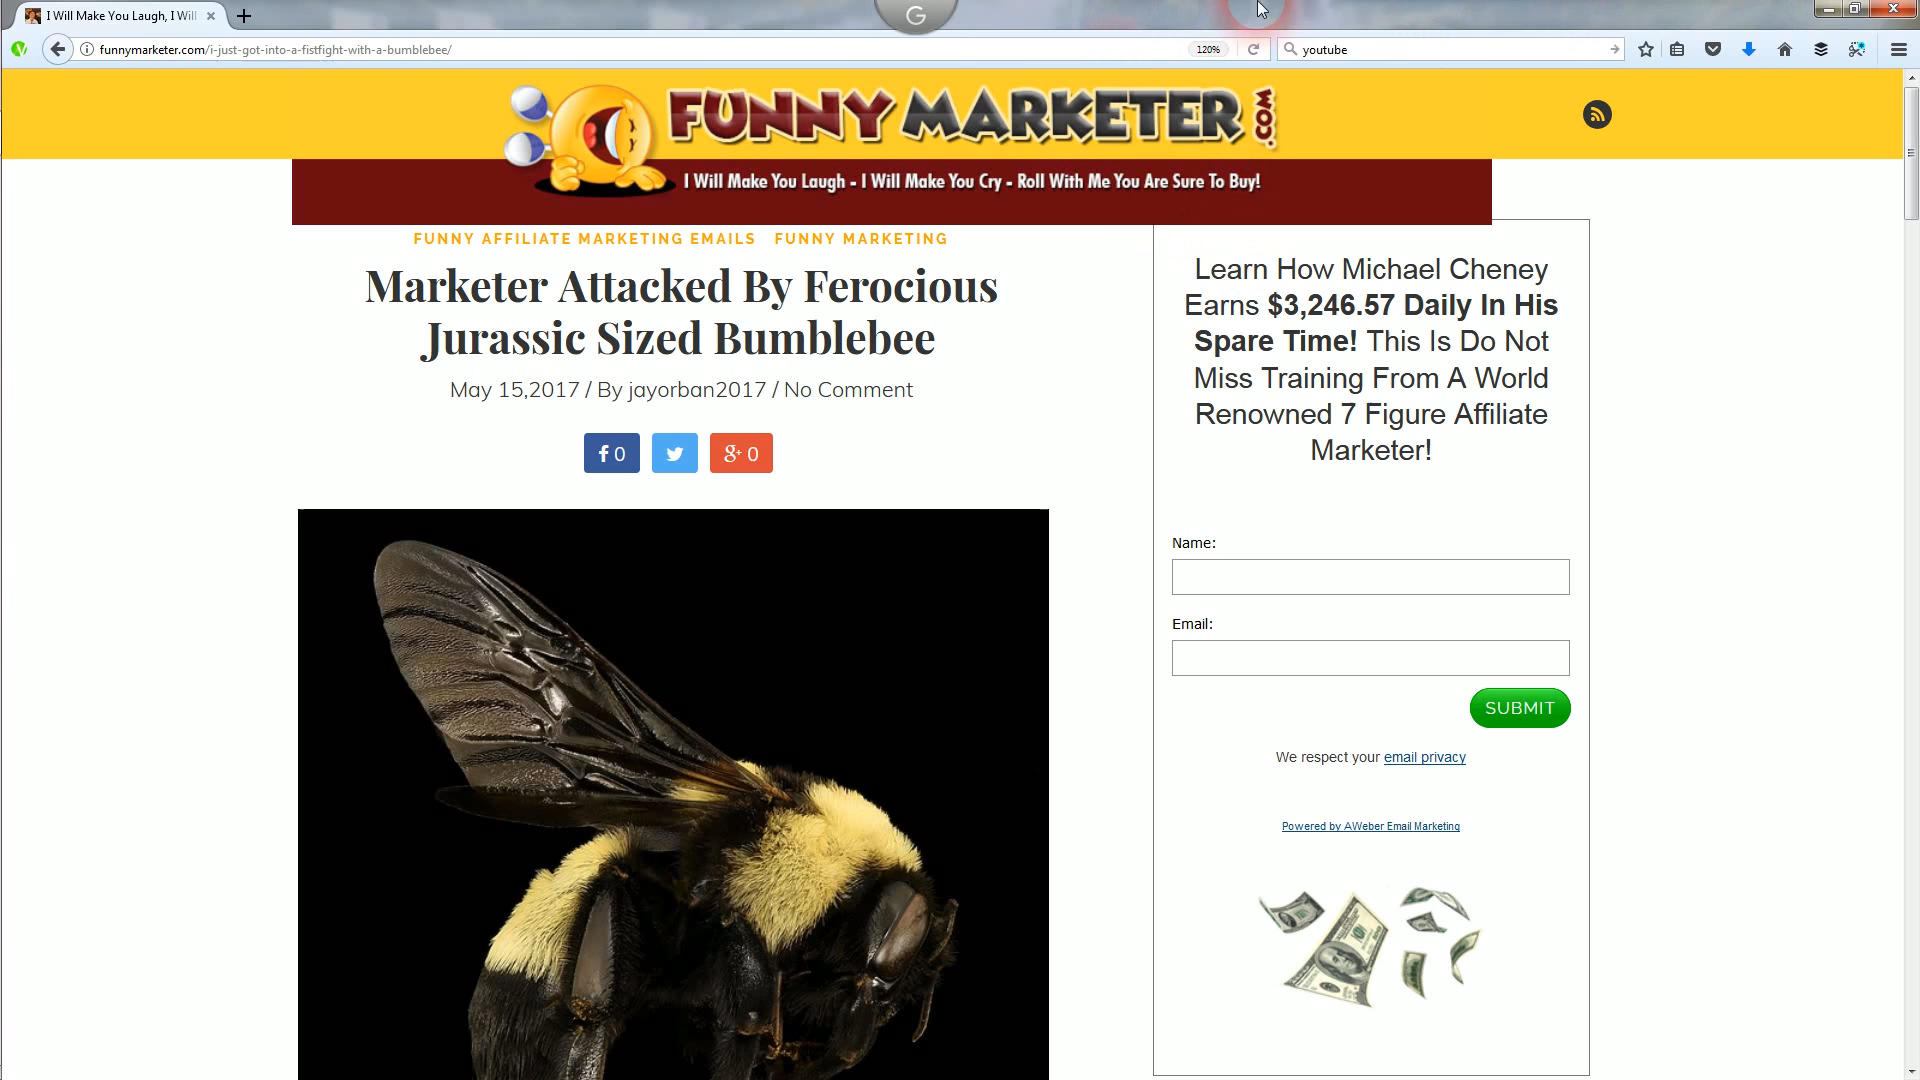 I Will Make You Laugh, I Will
funnymarketer.com/i-just-got-into-a-fistfight-with-a-bumblebee/
120%
youtube
G
FUNNY MARKETER.COM
I Will Make You Laugh - I Will Make You Cry - Roll With Me You Are Sure To Buy!
FUNNY AFFILIATE MARKETING EMAILS FUNNY MARKETING
Marketer Attacked By Ferocious
Jurassic Sized Bumblebee
May 15,2017 / By jayorban2017 / No Comment
f 0
g+ 0
Learn How Michael Cheney
Earns $3,246.57 Daily In His
Spare Time! This Is Do Not
Miss Training From A World
Renowned 7 Figure Affiliate
Marketer!
Name:
Email:
SUBMIT
We respect your email privacy
Powered by AWeber Email Marketing